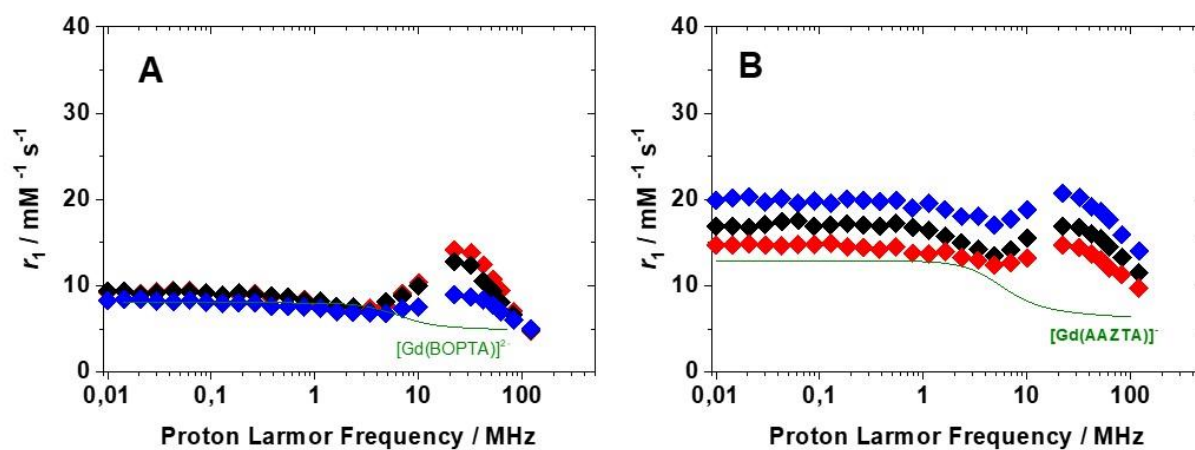 A
r₁ / mM ⁻¹ s⁻¹
40
30
20
10
0
[Gd(BOPTA)]²⁻
0,01 0,1 1 10 100
Proton Larmor Frequency / MHz
B
r₁ / mM ⁻¹ s⁻¹
40
30
20
10
0
[Gd(AAZTA)]⁻
0,01 0,1 1 10 100
Proton Larmor Frequency / MHz